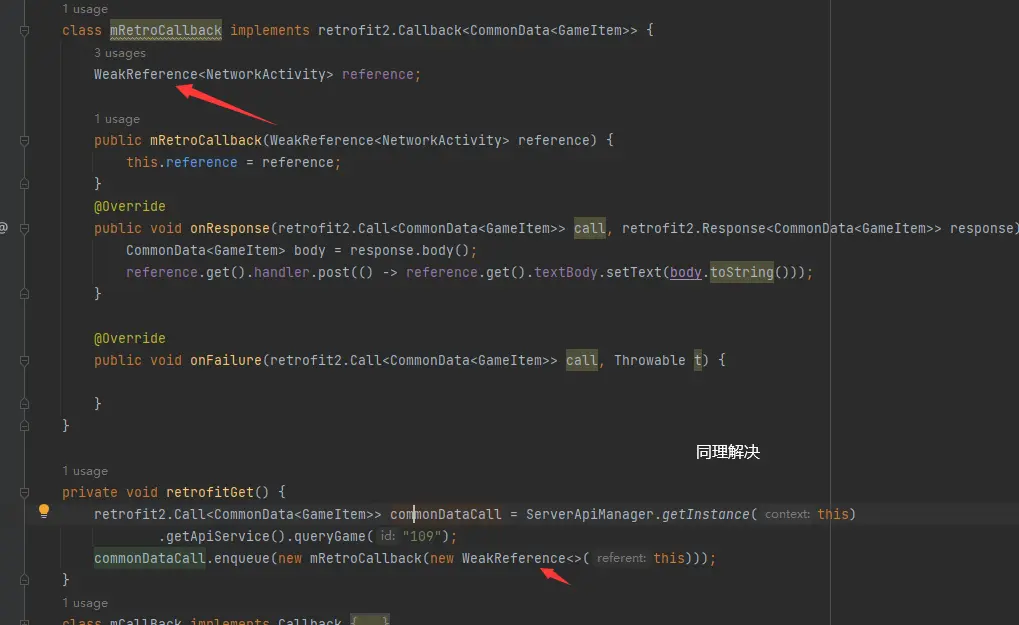 1 usage
class mRetroCallback implements retrofit2.Callback<CommonData<GameItem>> {
3 usages
WeakReference<NetworkActivity> reference;
1 usage
public mRetroCallback(WeakReference<NetworkActivity> reference) {
this.reference = reference;
}
@Override
@
public void onResponse(retrofit2.Call<CommonData<GameItem>> call, retrofit2.Response<CommonData<GameItem>> response)
CommonData<GameItem> body = response.body();
reference.get().handler.post(() -> reference.get().textBody.setText(body.toString()));
}
@Override
public void onFailure(retrofit2.Call<CommonData<GameItem>> call, Throwable t) {
}
}
同理解决
1 usage
private void retrofitGet() {
retrofit2.Call<CommonData<GameItem>> commonDataCall = ServerApiManager.getInstance( context: this)
.getApiService().queryGame( id: "109");
commonDataCall.enqueue(new mRetroCallback(new WeakReference<>( referent: this)));
}
1 usage
class mCallBack implements Callback {...}